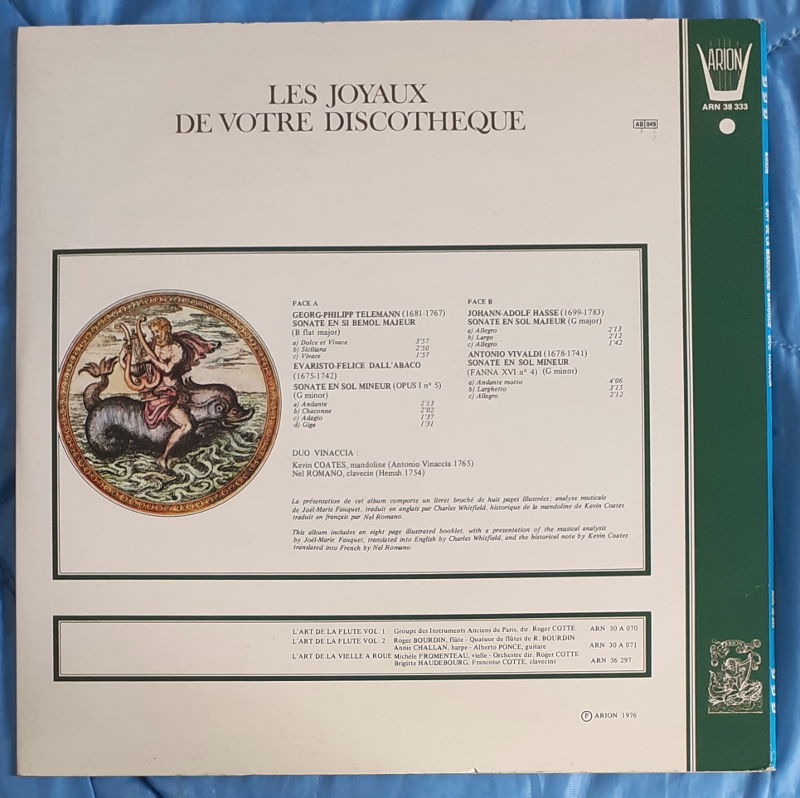 LES JOYAUX
DE VOTRE DISCOTHEQUE
AB 049
ARION
ARN 38 333
FACE A
GEORG-PHILIPP TELEMANN (1681-1767)
SONATE EN SI BEMOL MAJEUR
(B flat major)
a) Dolce et Vivace 3'57
b) Siciliana 2'50
c) Vivace 1'57
EVARISTO-FELICE DALL'ABACO
(1675-1742)
SONATE EN SOL MINEUR (OPUS I n° 5)
(G minor)
a) Andante 2'13
b) Chaconne 2'02
c) Adagio 1'37
d) Giga 1'31
FACE B
JOHANN-ADOLF HASSE (1699-1783)
SONATE EN SOL MAJEUR (G major)
a) Allegro 2'13
b) Largo 2'12
c) Allegro 1'42
ANTONIO VIVALDI (1678-1741)
SONATE EN SOL MINEUR
(FANNA XVI n° 4) (G minor)
a) Andante motto 4'06
b) Larghetto 3'15
c) Allegro 2'12
DUO VINACCIA :
Kevin COATES, mandoline (Antonio Vinaccia 1765)
Nel ROMANO, clavecin (Hemsh 1754)
La présentation de cet album comporte un livret broché de huit pages illustrées; analyse musicale
de Joël-Marie Fauquet, traduit en anglais par Charles Whitfield, historique de la mandoline de Kevin Coates
traduit en français par Nel Romano.
This album includes an eight page illustrated booklet, with a presentation of the musical analysis
by Joël-Marie Fauquet, translated into English by Charles Whitfield, and the historical note by Kevin Coates
translated into French by Nel Romano.
L'ART DE LA FLUTE VOL. 1 Groupe des Instruments Anciens de Paris, dir. Roger COTTE ARN 30 A 070
L'ART DE LA FLUTE VOL. 2 Roger BOURDIN, flûte - Quatuor de flûtes de R. BOURDIN
Annie CHALLAN, harpe - Alberto PONCE, guitare ARN 30 A 071
L'ART DE LA VIELLE A ROUE Michèle FROMENTEAU, vielle - Orchestre dir. Roger COTTE
Brigitte HAUDEBOURG, Francoise COTTE, clavecins ARN 36 297
ARION
Ⓟ ARION 1976